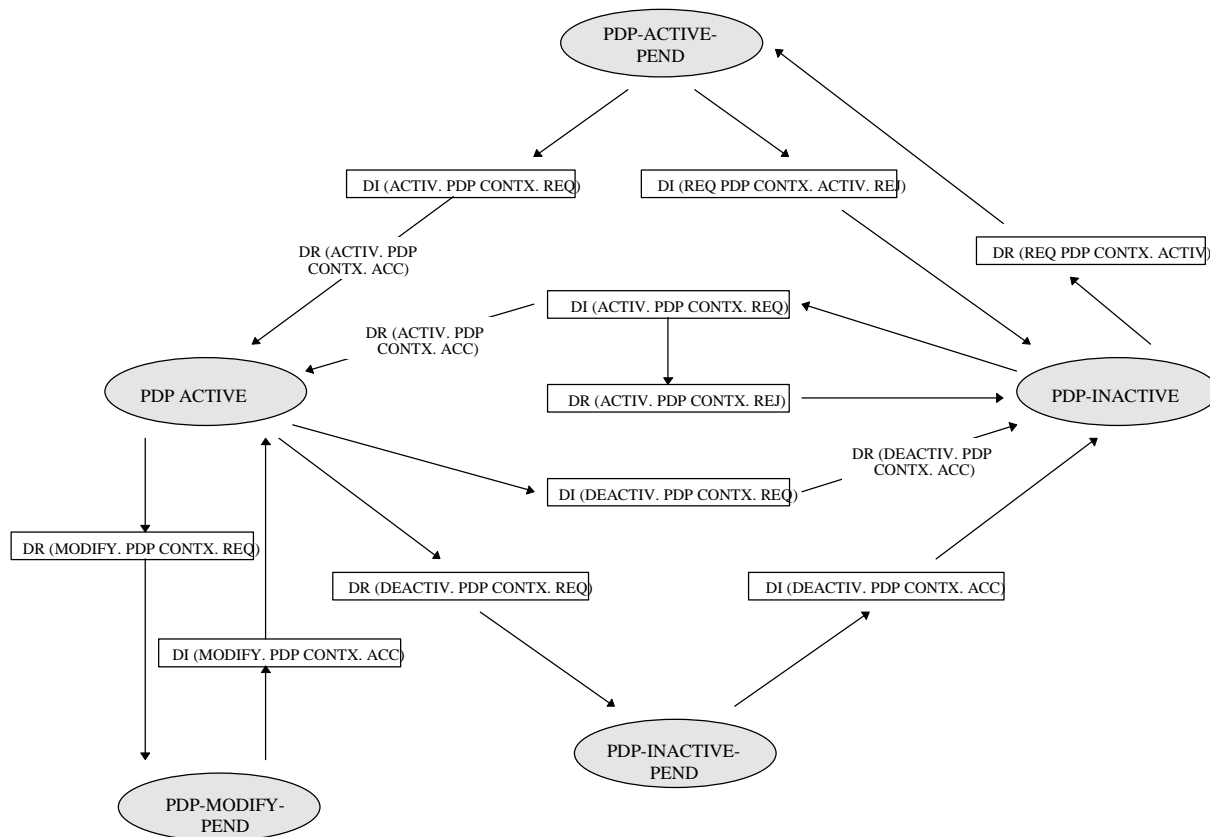 PDP-ACTIVE-
PEND
DI (ACTIV. PDP CONTX. REQ)
DI (REQ PDP CONTX. ACTIV. REJ)
DR (ACTIV. PDP
CONTX. ACC)
DR (REQ PDP CONTX. ACTIV)
DI (ACTIV. PDP CONTX. REQ)
DR (ACTIV. PDP
CONTX. ACC)
PDP ACTIVE
DR (ACTIV. PDP CONTX. REJ)
PDP-INACTIVE
DR (DEACTIV. PDP
CONTX. ACC)
DI (DEACTIV. PDP CONTX. REQ)
DR (MODIFY. PDP CONTX. REQ)
DR (DEACTIV. PDP CONTX. REQ)
DI (DEACTIV. PDP CONTX. ACC)
DI (MODIFY. PDP CONTX. ACC)
PDP-INACTIVE-
PEND
PDP-MODIFY-
PEND